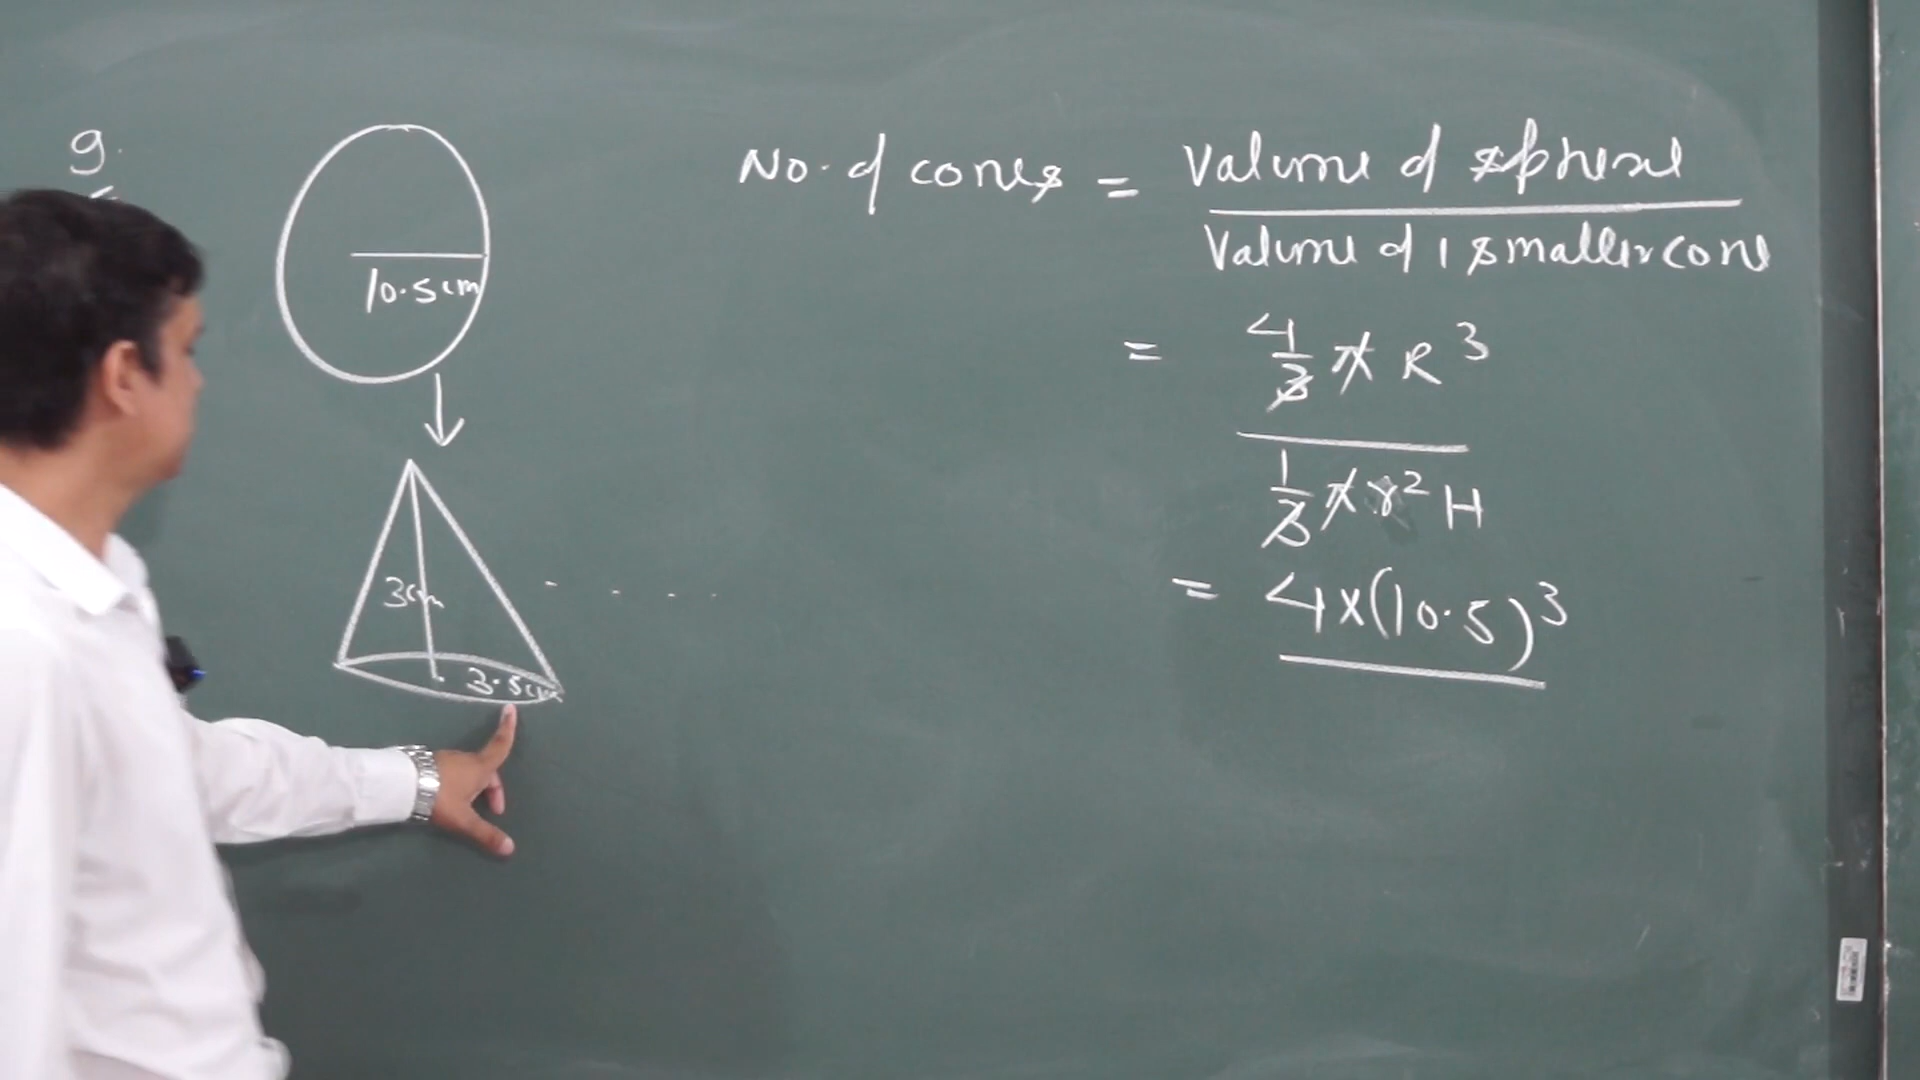 9.
10.5cm
3cm
3.5cm
No. of cones = Volume of sphere
Volume of 1 smaller cone
= 4/3 π R³
1/3 π r² H
= 4×(10.5)³